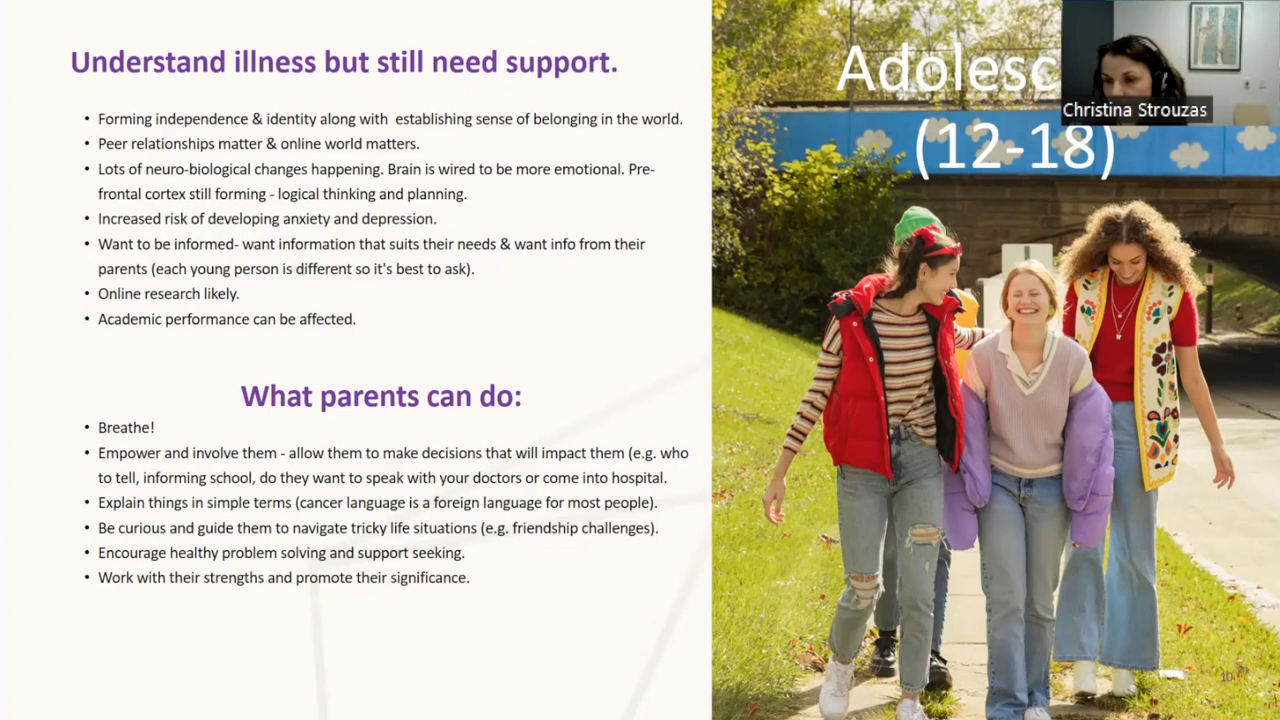 Understand illness but still need support.
• Forming independence & identity along with establishing sense of belonging in the world.
• Peer relationships matter & online world matters.
• Lots of neuro-biological changes happening. Brain is wired to be more emotional. Pre-
frontal cortex still forming - logical thinking and planning.
• Increased risk of developing anxiety and depression.
• Want to be informed- want information that suits their needs & want info from their
parents (each young person is different so it's best to ask).
• Online research likely.
• Academic performance can be affected.
What parents can do:
• Breathe!
• Empower and involve them - allow them to make decisions that will impact them (e.g. who
to tell, informing school, do they want to speak with your doctors or come into hospital.
• Explain things in simple terms (cancer language is a foreign language for most people).
• Be curious and guide them to navigate tricky life situations (e.g. friendship challenges).
• Encourage healthy problem solving and support seeking.
• Work with their strengths and promote their significance.
Adolesc
(12-18)
Christina Strouzas
10